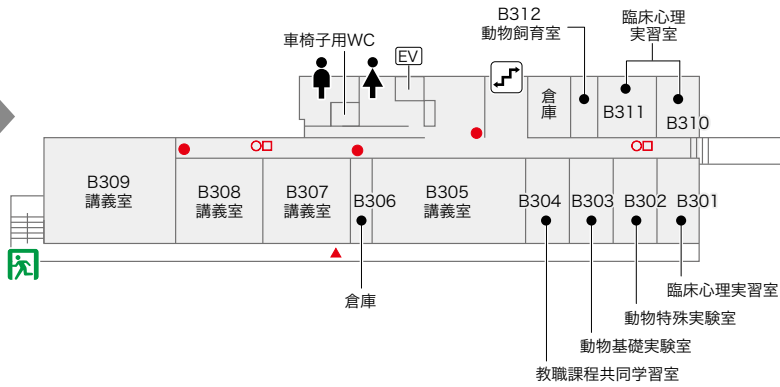 B312
動物飼育室
臨床心理
実習室
車椅子用WC
EV
倉庫
B311
B310
B309
講義室
B308
講義室
B307
講義室
B306
B305
講義室
B304
B303
B302
B301
倉庫
臨床心理実習室
動物特殊実験室
動物基礎実験室
教職課程共同学習室